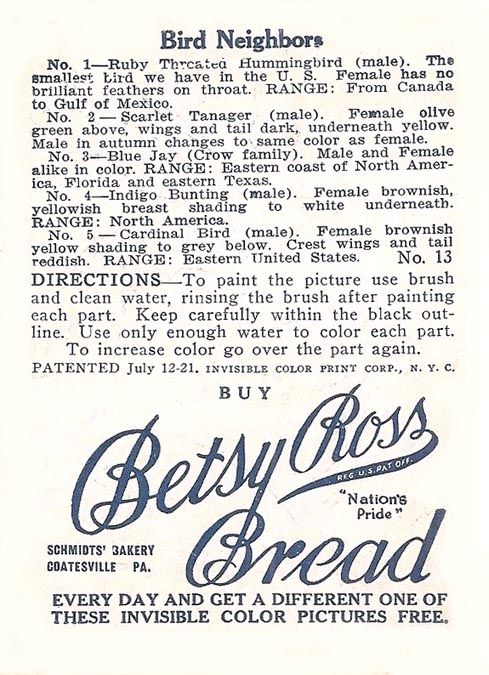 Bird Neighbors
No. 1—Ruby Throated Hummingbird (male). The
smallest bird we have in the U. S. Female has no
brilliant feathers on throat. RANGE: From Canada
to Gulf of Mexico.
No. 2—Scarlet Tanager (male). Female olive
green above, wings and tail dark, underneath yellow.
Male in autumn changes to same color as female.
No. 3—Blue Jay (Crow family). Male and Female
alike in color. RANGE: Eastern coast of North Amer-
ica, Florida and eastern Texas.
No. 4—Indigo Bunting (male). Female brownish,
yellowish breast shading to white underneath.
RANGE: North America.
No. 5—Cardinal Bird (male). Female brownish
yellow shading to grey below. Crest wings and tail
reddish. RANGE: Eastern United States. No. 13
DIRECTIONS—To paint the picture use brush
and clean water, rinsing the brush after painting
each part. Keep carefully within the black out-
line. Use only enough water to color each part.
To increase color go over the part again.
PATENTED July 12-21. INVISIBLE COLOR PRINT CORP., N. Y. C.
BUY
Betsy Ross
REG U.S. PAT OFF.
"Nation's
Pride"
Bread
SCHMIDTS' BAKERY
COATESVILLE PA.
EVERY DAY AND GET A DIFFERENT ONE OF
THESE INVISIBLE COLOR PICTURES FREE.